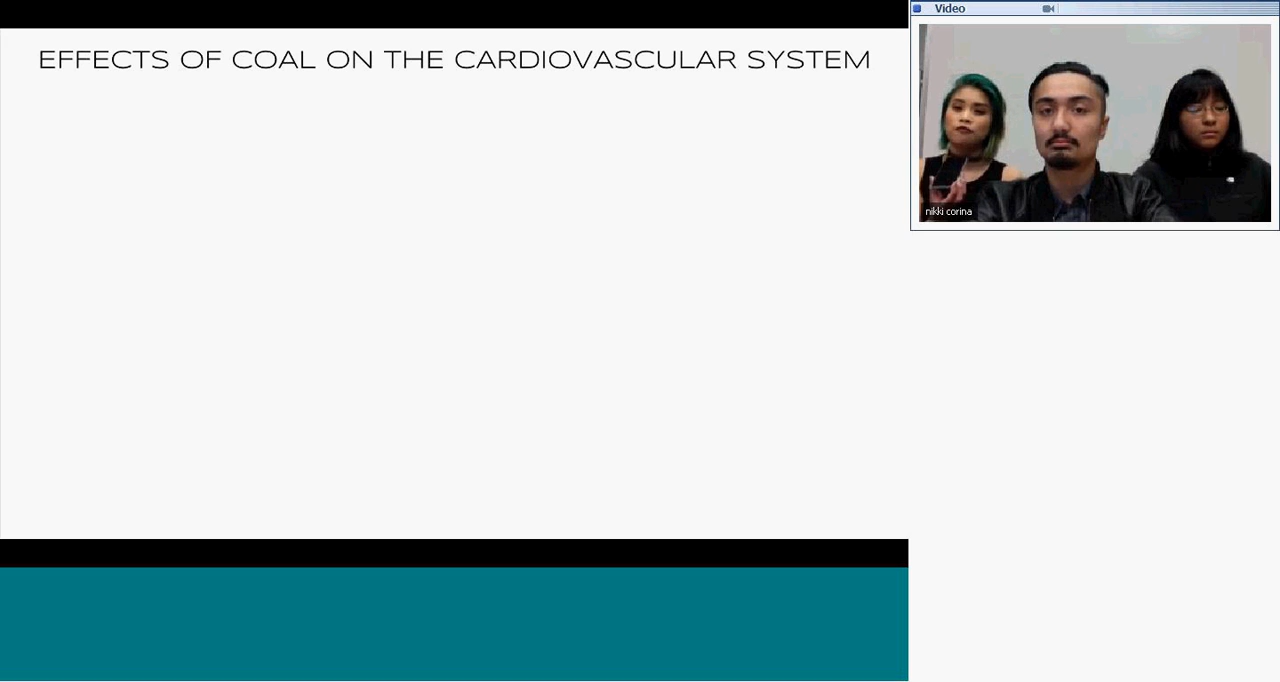 EFFECTS OF COAL ON THE CARDIOVASCULAR SYSTEM
Video
nikki corina